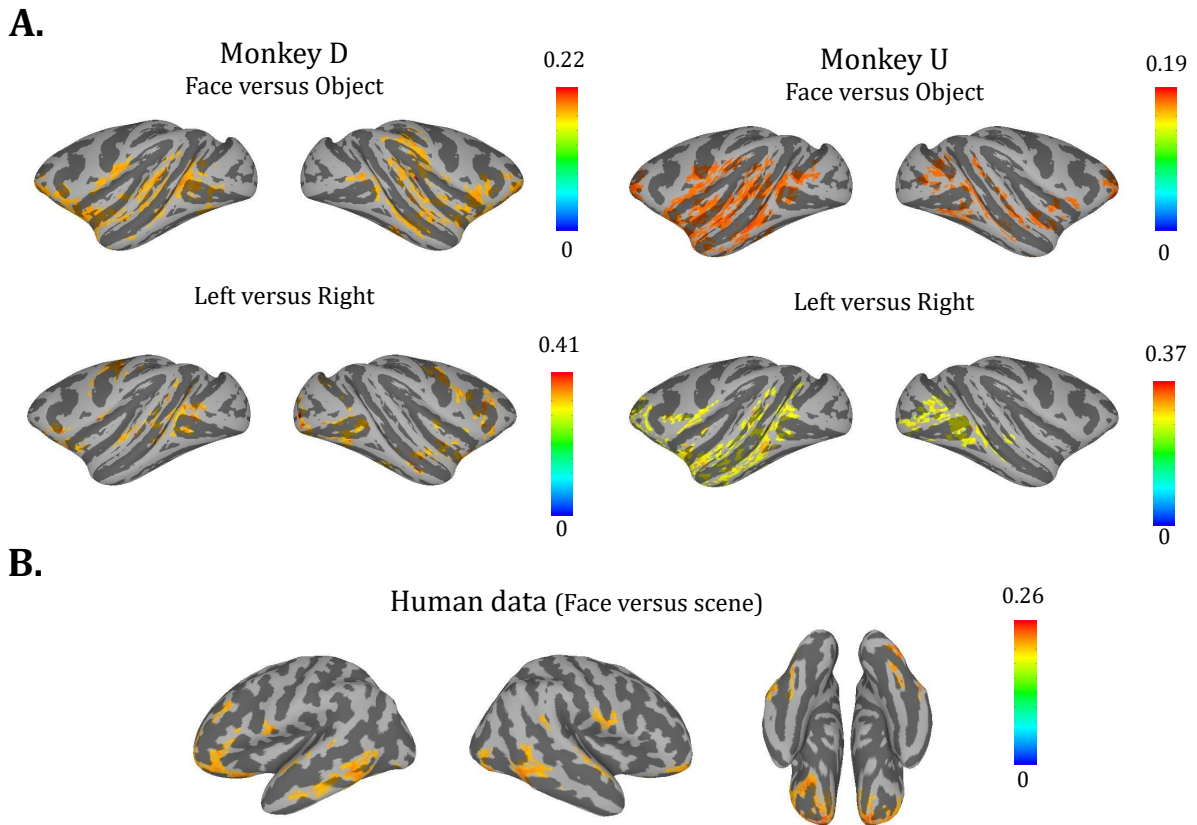 A.
Monkey D
Face versus Object
0.22
0
Monkey U
Face versus Object
0.19
0
Left versus Right
0.41
0
Left versus Right
0.37
0
B.
Human data (Face versus scene)
0.26
0